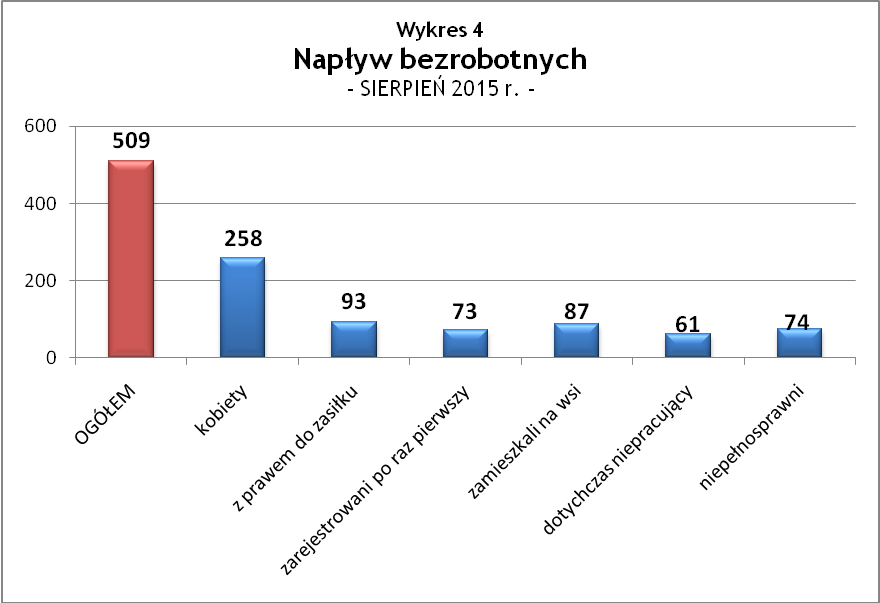 Wykres 4
Napływ bezrobotnych
- SIERPIEŃ 2015 r. -
600
400
200
0
509
258
93
73
87
61
74
OGÓŁEM
kobiety
z prawem do zasiłku
zarejestrowani po raz pierwszy
zamieszkali na wsi
dotychczas niepracujący
niepełnosprawni